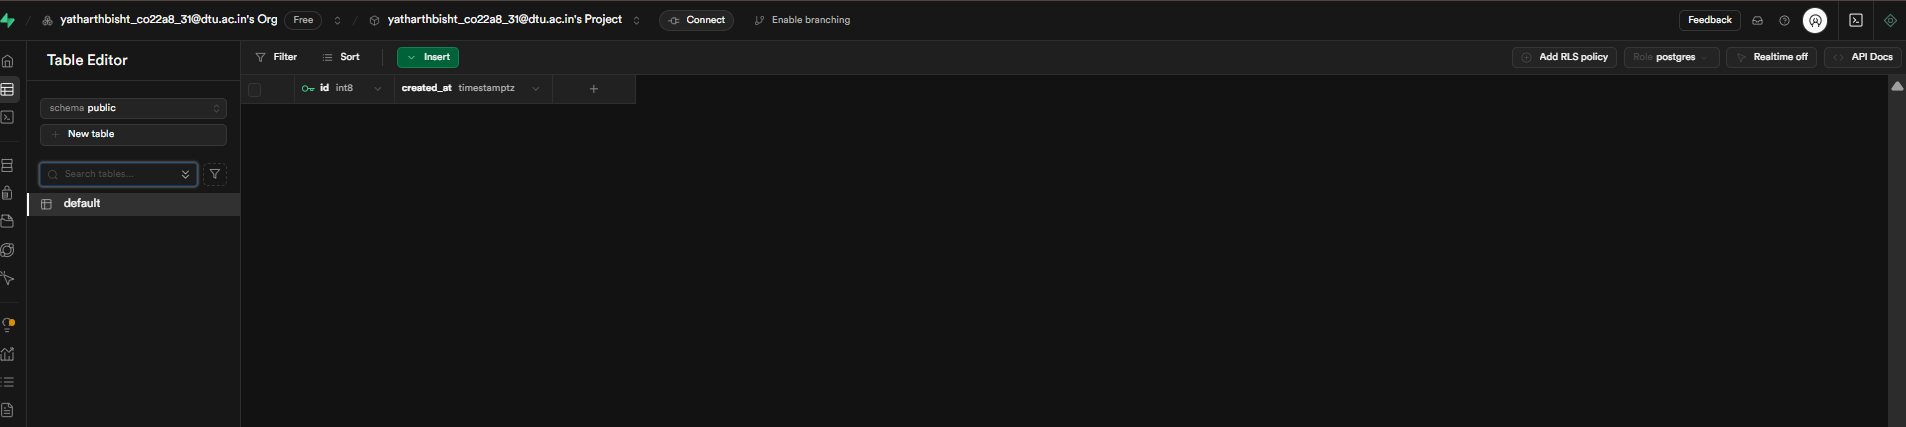 yatharthbisht_co22a8_31@dtu.ac.in's Org Free yatharthbisht_co22a8_31@dtu.ac.in's Project Connect Enable branching Feedback
Table Editor
Filter Sort Insert Add RLS policy Role postgres Realtime off API Docs
id int8 created_at timestamptz
schema public
New table
Search tables...
default